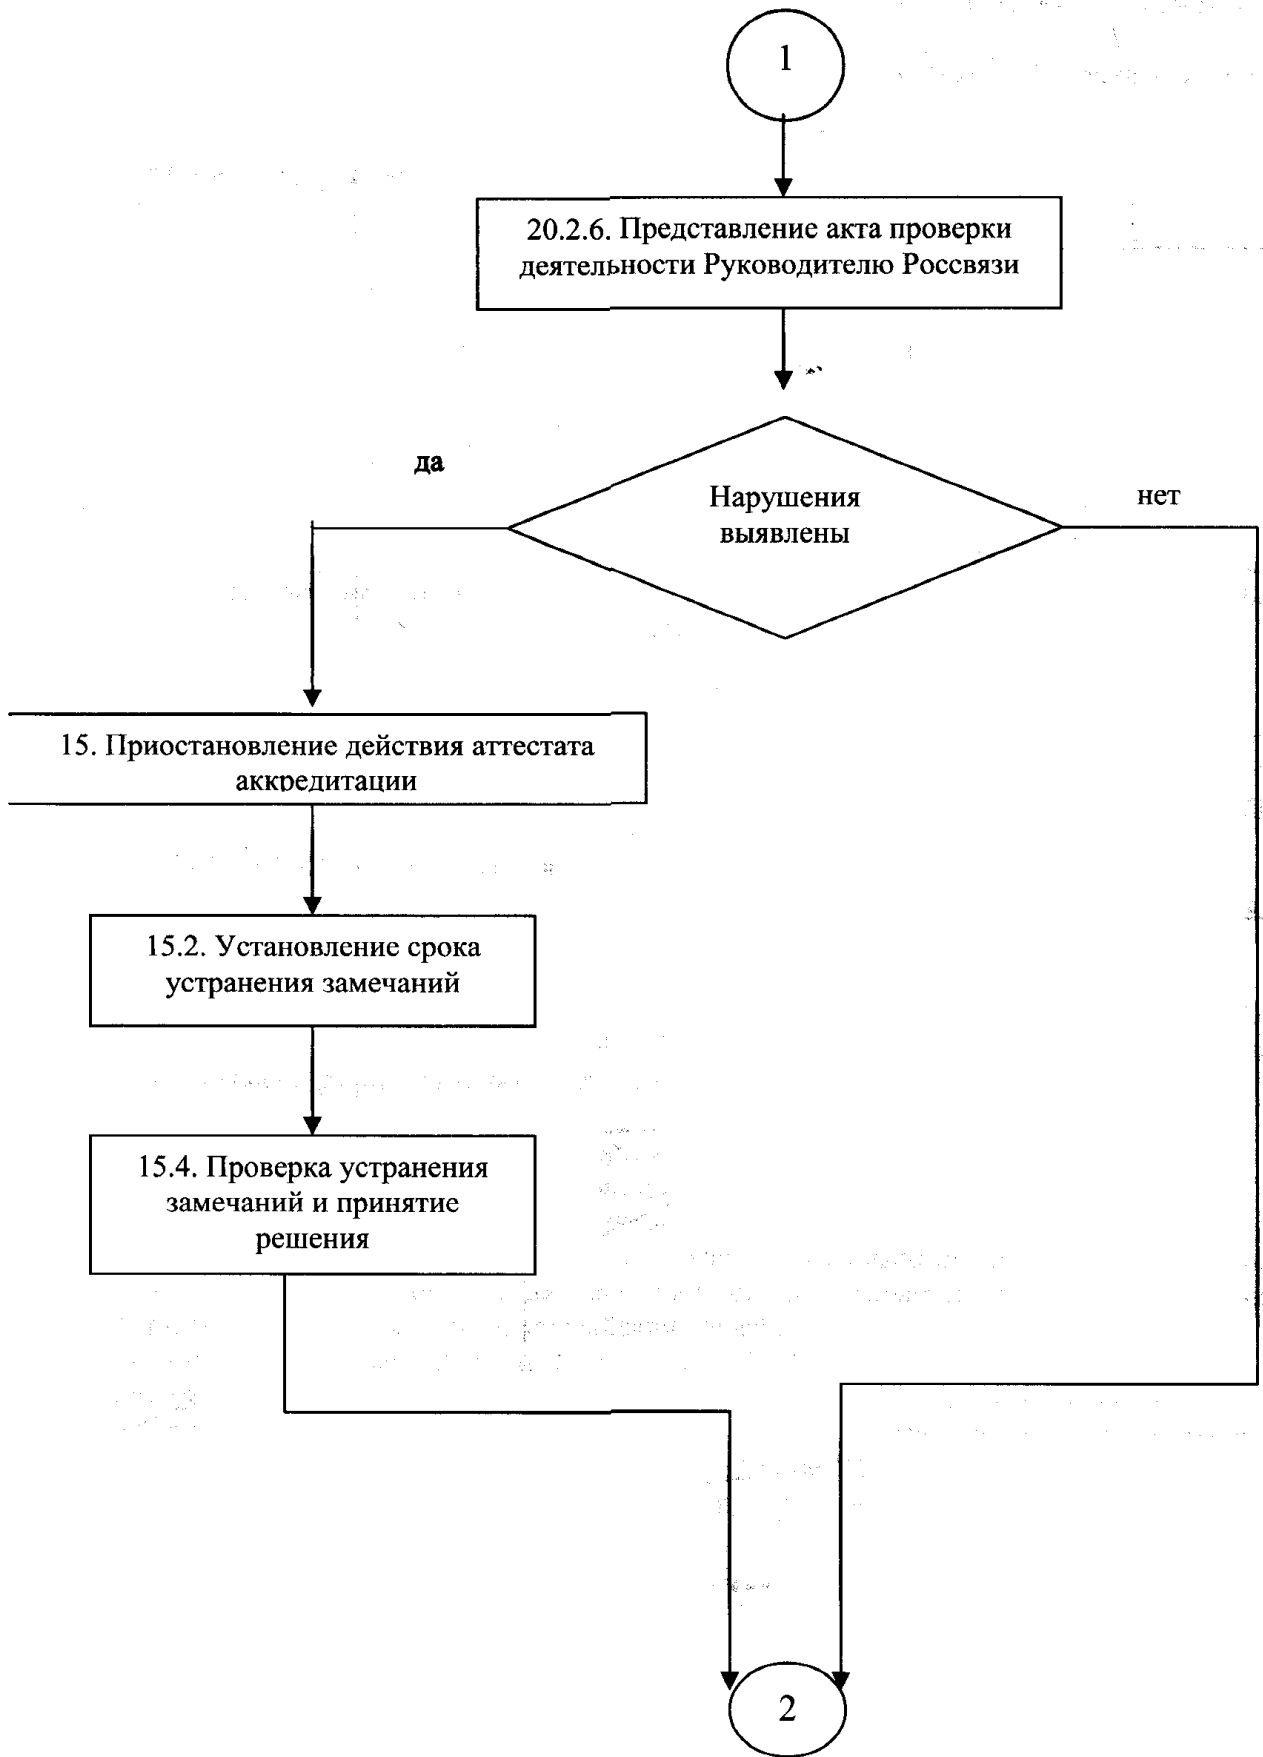 1
20.2.6. Представление акта проверки
деятельности Руководителю Россвязи
да
Нарушения
выявлены
нет
15. Приостановление действия аттестата
аккредитации
15.2. Установление срока
устранения замечаний
15.4. Проверка устранения
замечаний и принятие
решения
2